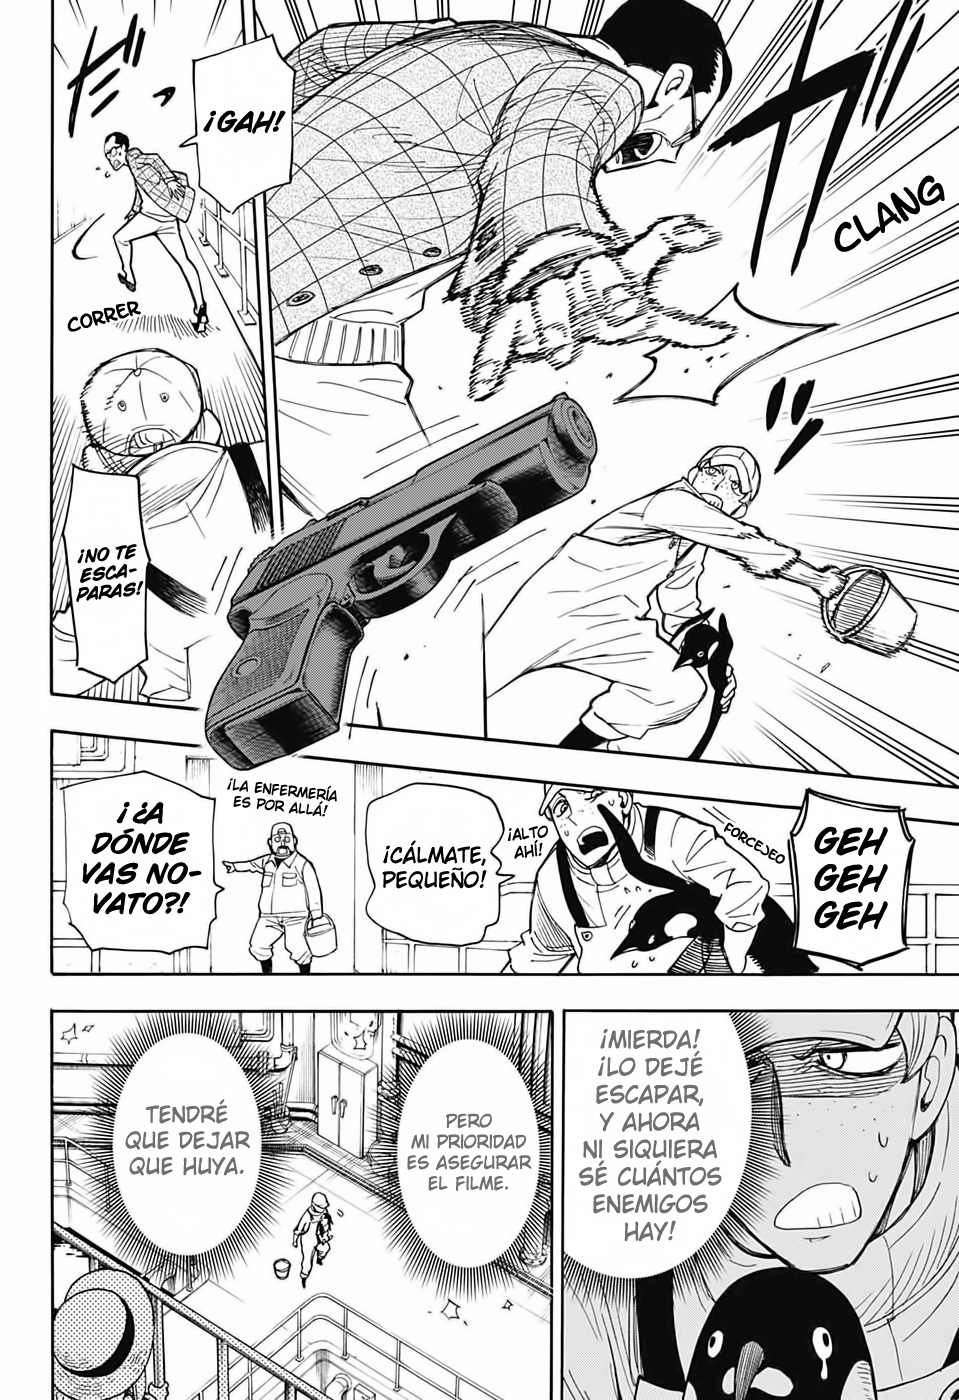 CLANG
¡GAH!
CORRER
¡NO TE
ESCA-
PARAS!
GEH
GEH
GEH
FORCEJEO
¡ALTO
AHÍ!
¡CÁLMATE,
PEQUEÑO!
¡LA ENFERMERÍA
ES POR ALLÁ!
¡¿A
DÓNDE
VAS NO-
VATO?!
¡MIERDA!
¡LO DEJÉ
ESCAPAR,
Y AHORA
NI SIQUIERA
SÉ CUÁNTOS
ENEMIGOS
HAY!
PERO
MI PRIORIDAD
ES ASEGURAR
EL FILME.
TENDRÉ
QUE DEJAR
QUE HUYA.